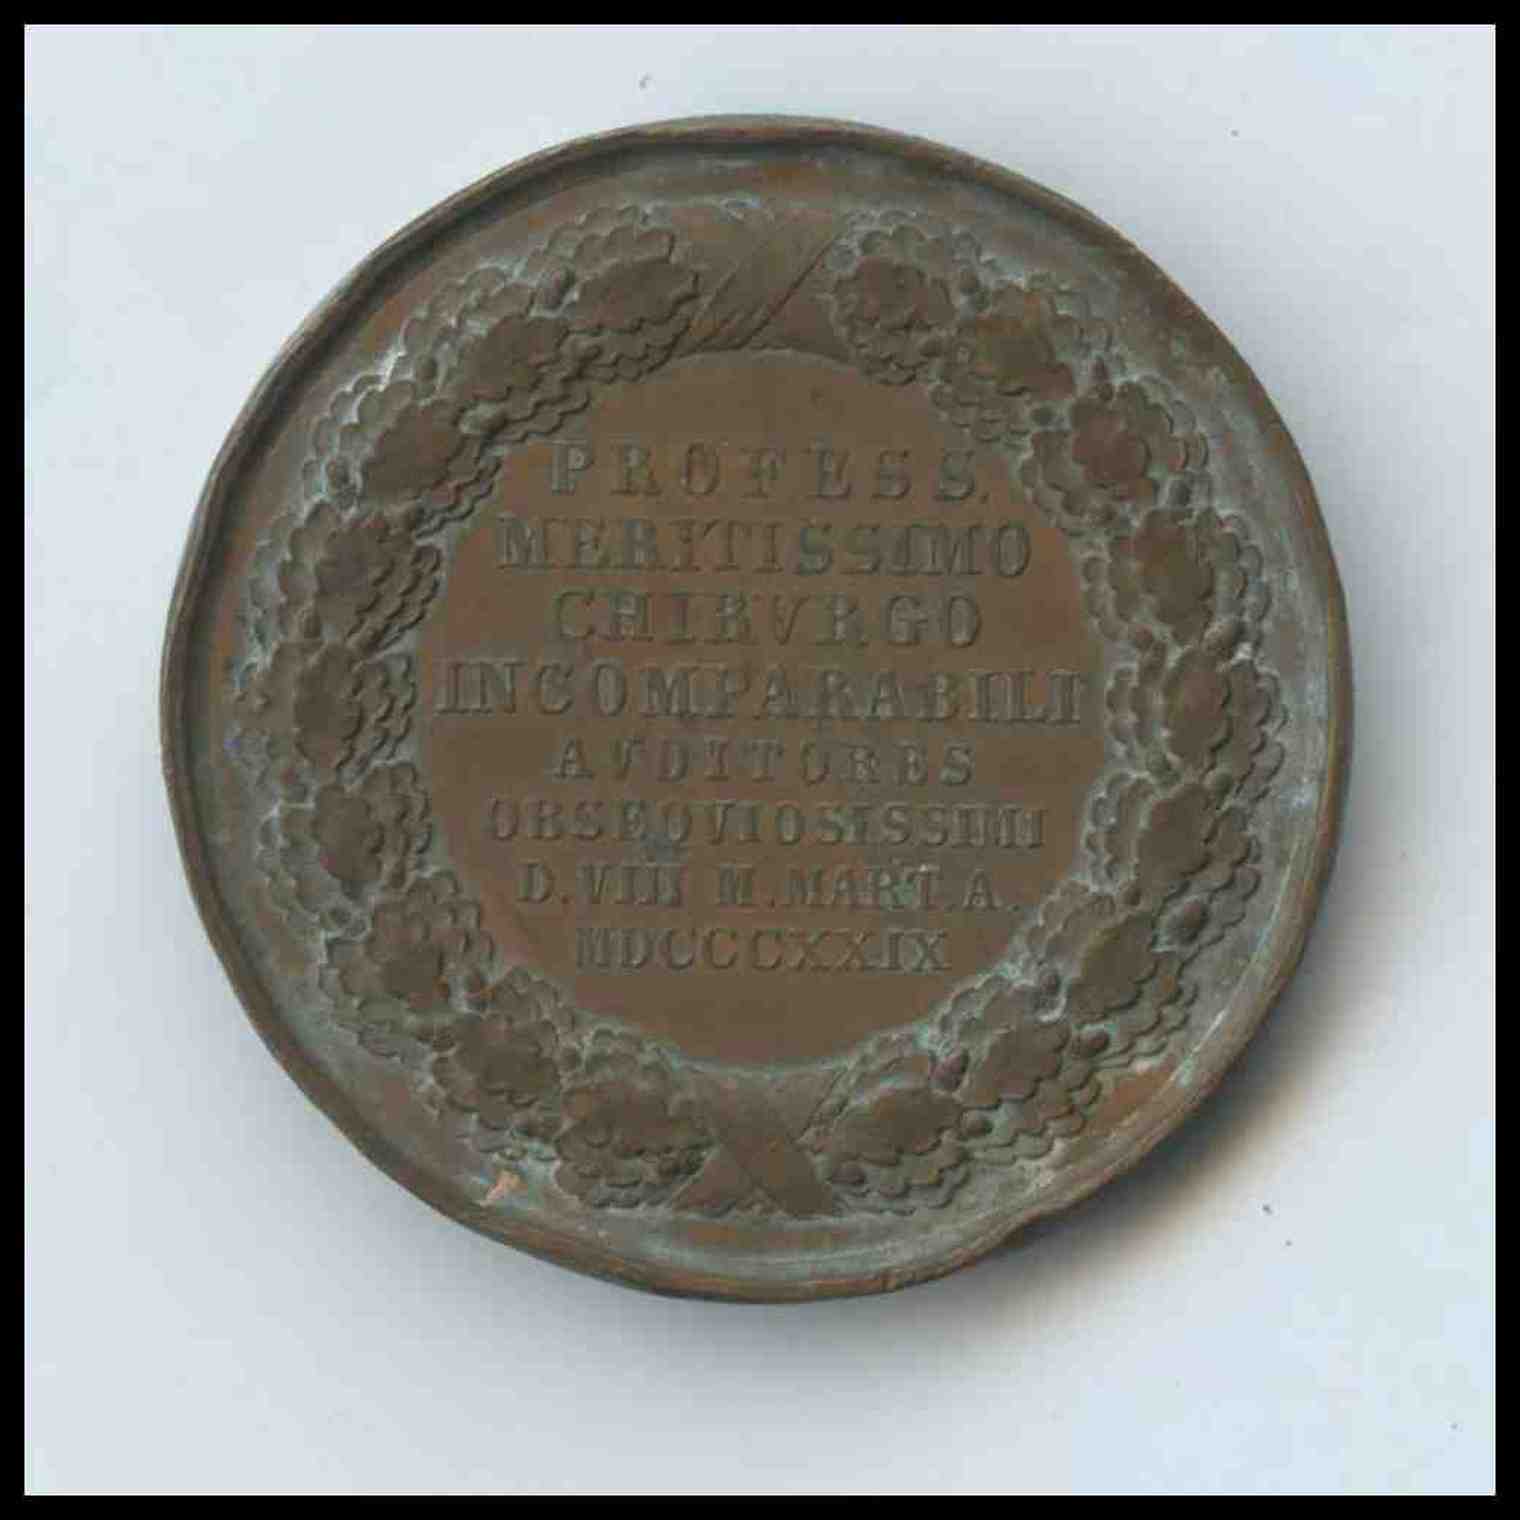 PROFESS.
MERITISSIMO
CHIRVRGO
INCOMPARABILI
AVDITORES
OBSEQVIOSISSIMI
D.VIII M.MART.A.
MDCCCXXIX